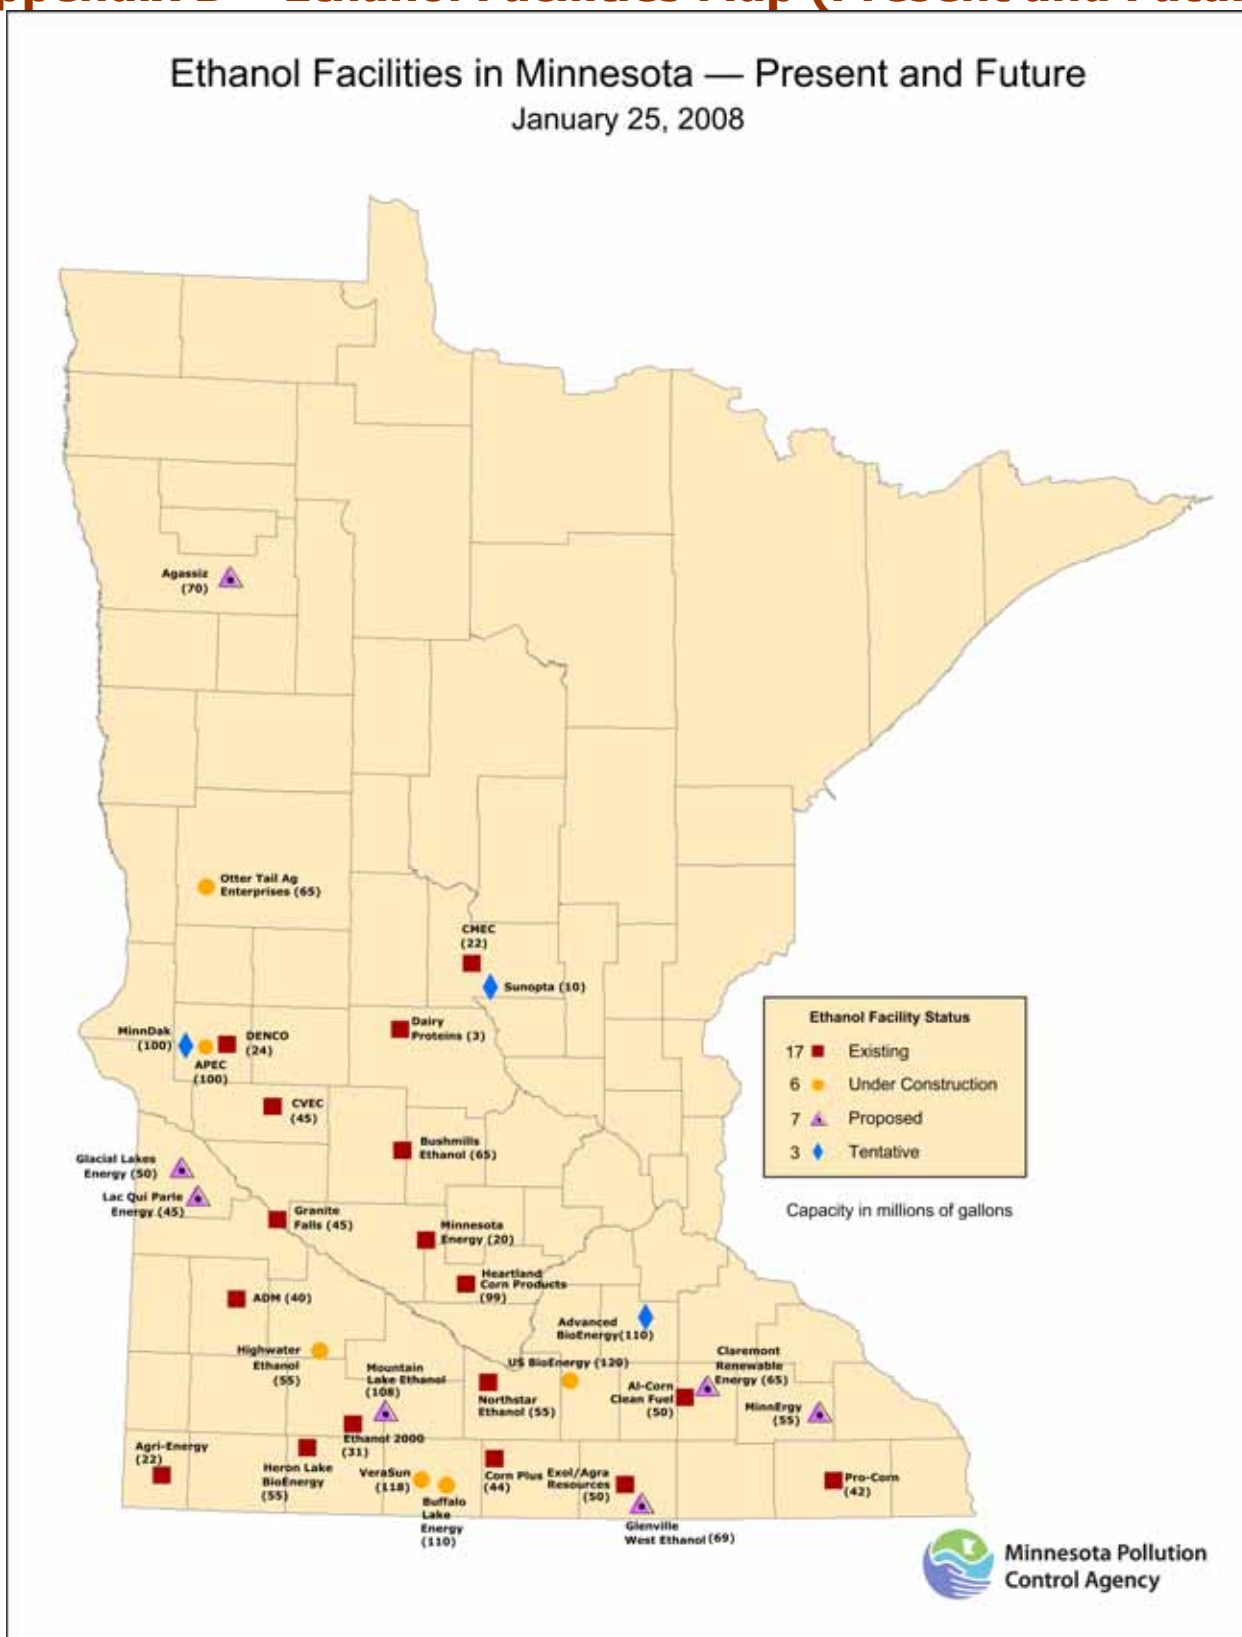 Ethanol Facilities in Minnesota — Present and Future
January 25, 2008
Agassiz
(70)
Otter Tail Ag
Enterprises (65)
CMEC
(22)
Sunopta (10)
MinnDak
(100)
APEC
(100)
DENCO
(24)
Dairy
Proteins (3)
CVEC
(45)
Bushmills
Ethanol (65)
Glacial Lakes
Energy (50)
Lac Qui Parle
Energy (45)
Granite
Falls (45)
Minnesota
Energy (20)
Heartland
Corn Products
(99)
ADM (40)
Advanced
BioEnergy(110)
Highwater
Ethanol
(55)
Mountain
Lake Ethanol
(108)
US BioEnergy (120)
Northstar
Ethanol (55)
Al-Corn
Clean Fuel
(50)
Claremont
Renewable
Energy (65)
MinnErgy
(55)
Ethanol 2000
(31)
Agri-Energy
(22)
Heron Lake
BioEnergy
(55)
VeraSun
(118)
Buffalo
Lake
Energy
(110)
Corn Plus
(44)
Exol/Agra
Resources
(50)
Glenville
West Ethanol (69)
Pro-Corn
(42)
Ethanol Facility Status
17 Existing
6 Under Construction
7 Proposed
3 Tentative
Capacity in millions of gallons
Minnesota Pollution
Control Agency